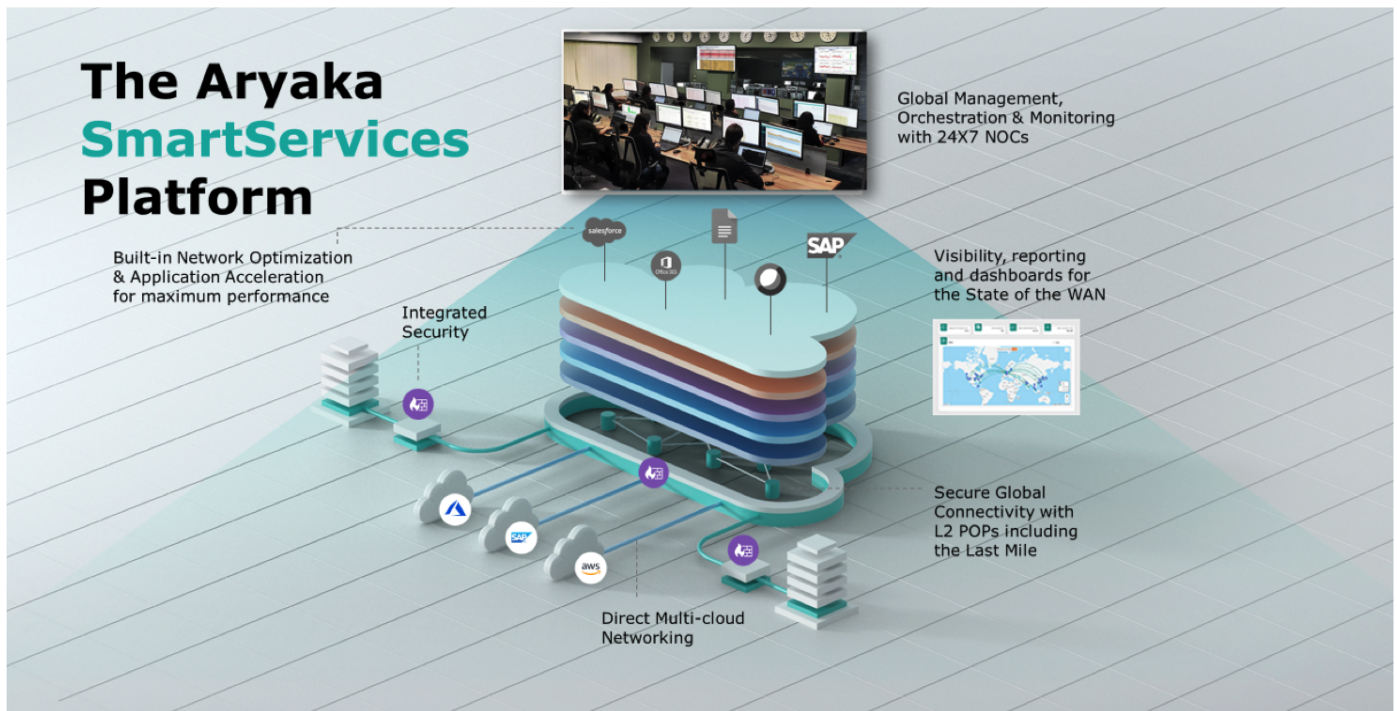 The Aryaka
SmartServices
Platform
Global Management,
Orchestration & Monitoring
with 24X7 NOCs
salesforce
Office 365
SAP
Built-in Network Optimization
& Application Acceleration
for maximum performance
Visibility, reporting
and dashboards for
the State of the WAN
Integrated
Security
SAP
aws
Secure Global
Connectivity with
L2 POPs including
the Last Mile
Direct Multi-cloud
Networking